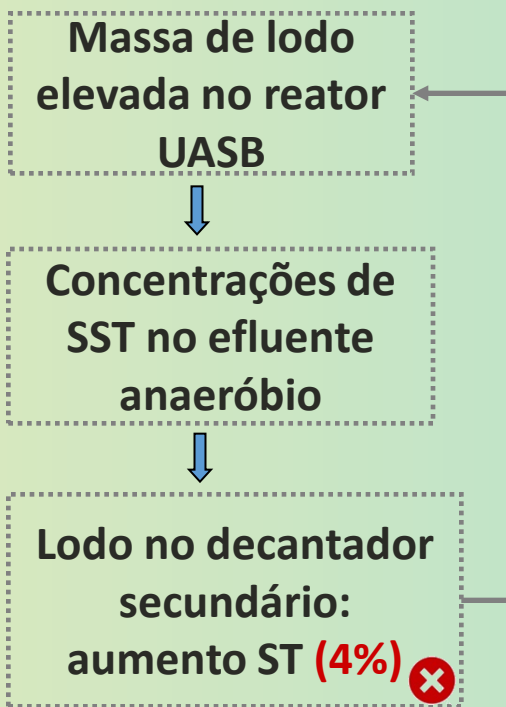 Massa de lodo
elevada no reator
UASB
Concentrações de
SST no efluente
anaeróbio
Lodo no decantador
secundário:
aumento ST (4%)